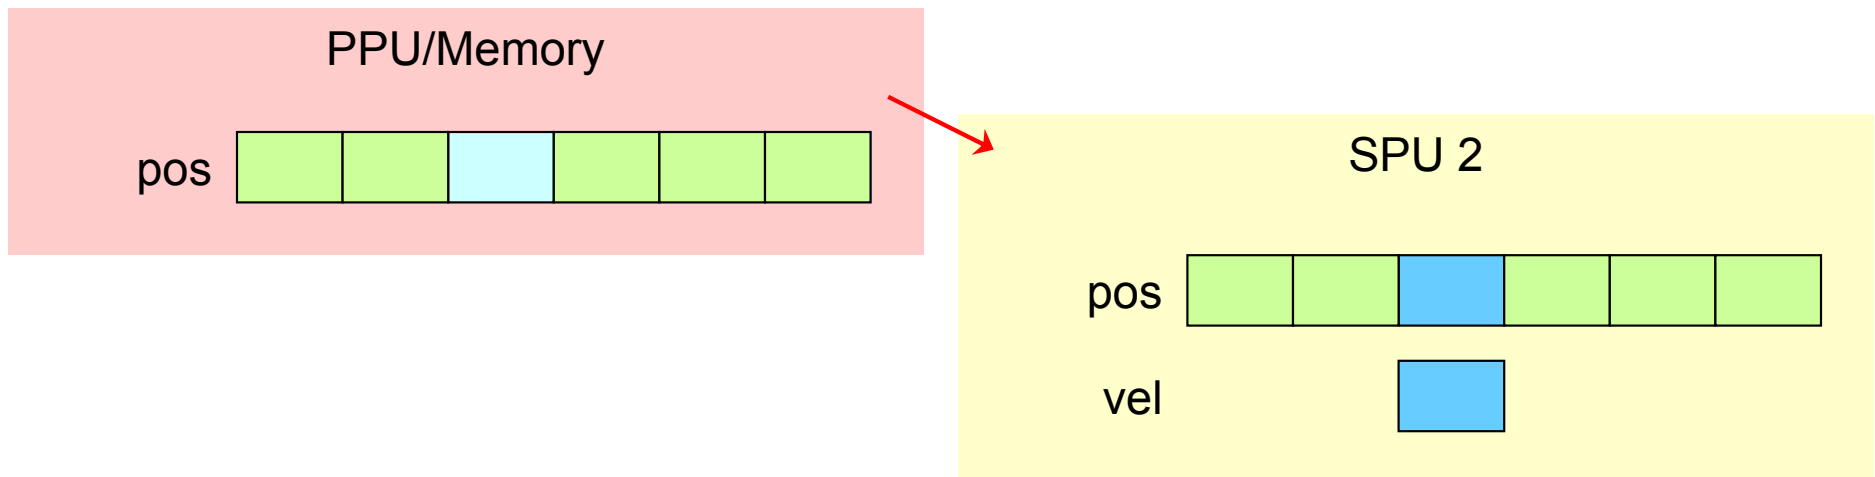 PPU/Memory
pos
SPU 2
pos
vel